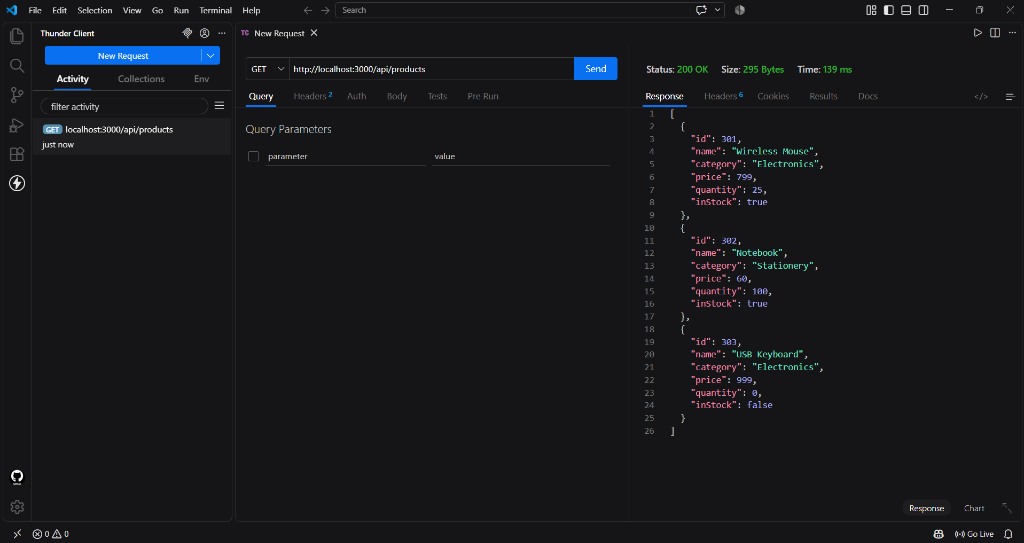 File Edit Selection View Go Run Terminal Help
Search
Thunder Client
New Request
Activity Collections Env
filter activity
GET localhost:3000/api/products
just now
TC New Request
GET http://localhost:3000/api/products Send
Query Headers 2 Auth Body Tests Pre Run
Query Parameters
parameter value
Status: 200 OK Size: 295 Bytes Time: 139 ms
Response Headers 6 Cookies Results Docs </>
1 [
2 {
3 "id": 301,
4 "name": "Wireless Mouse",
5 "category": "Electronics",
6 "price": 799,
7 "quantity": 25,
8 "inStock": true
9 },
10 {
11 "id": 302,
12 "name": "Notebook",
13 "category": "Stationery",
14 "price": 60,
15 "quantity": 100,
16 "inStock": true
17 },
18 {
19 "id": 303,
20 "name": "USB Keyboard",
21 "category": "Electronics",
22 "price": 999,
23 "quantity": 0,
24 "inStock": false
25 }
26 ]
Response Chart
0 0
Go Live